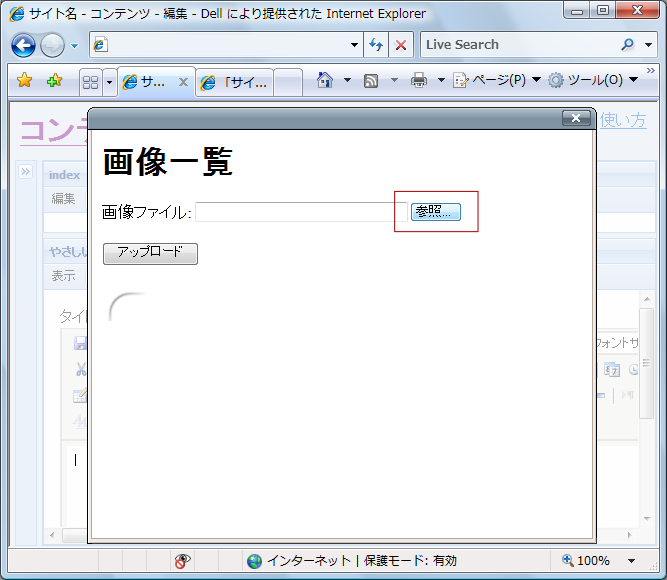 サイト名 - コンテンツ - 編集 - Dell により提供された Internet Explorer
Live Search
サ...
「サイ...
ページ(P)
ツール(O)
»
コンテ
使い方
»
index
編集
やさしい
表示
タイ
フォントサ
画像一覧
画像ファイル:
参照...
アップロード
インターネット | 保護モード: 有効
100%